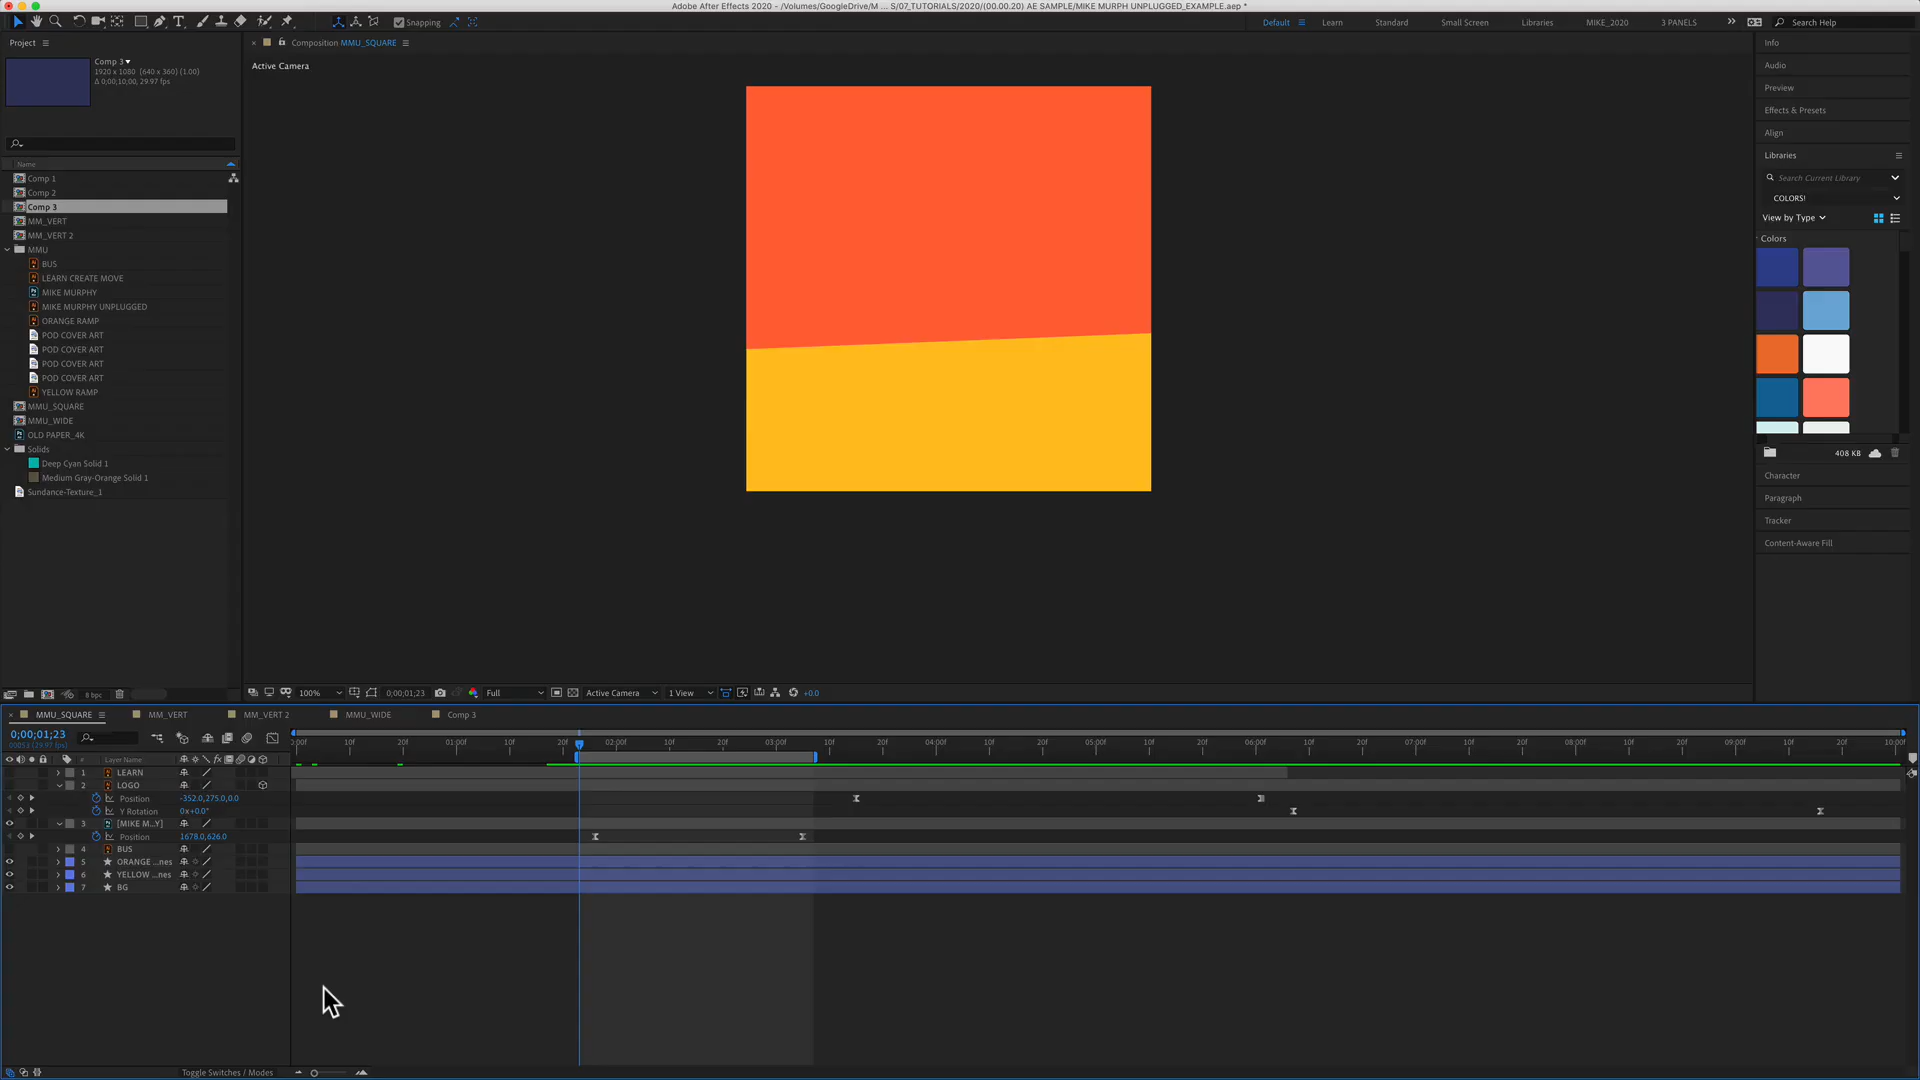 Adobe After Effects 2020 - /Volumes/GoogleDrive/M ... S/07_TUTORIALS/2020/(00.00.20) AE SAMPLE/MIKE MURPH UNPLUGGED_EXAMPLE.aep *
Snapping
Default
Learn
Standard
Small Screen
Libraries
MIKE_2020
3 PANELS
Search Help
Project
Comp 3
1920 x 1080 (640 x 360) (1.00)
Δ 0;00;10;00, 29.97 fps
Name
Comp 1
Comp 2
Comp 3
MM_VERT
MM_VERT 2
MMU
BUS
LEARN CREATE MOVE
MIKE MURPHY
MIKE MURPHY UNPLUGGED
ORANGE RAMP
POD COVER ART
POD COVER ART
POD COVER ART
POD COVER ART
YELLOW RAMP
MMU_SQUARE
MMU_WIDE
OLD PAPER_4K
Solids
Deep Cyan Solid 1
Medium Gray-Orange Solid 1
Sundance-Texture_1
8 bpc
Composition MMU_SQUARE
Active Camera
100%
0;00;01;23
Full
Active Camera
1 View
+0.0
Info
Audio
Preview
Effects & Presets
Align
Libraries
Search Current Library
COLORS!
View by Type
Colors
408 KB
Character
Paragraph
Tracker
Content-Aware Fill
MMU_SQUARE
MM_VERT
MM_VERT 2
MMU_WIDE
Comp 3
0;00;01;23
00053 (29.97 fps)
:00f 10f 20f 01:00f 10f 20f 02:00f 10f 20f 03:00f 10f 20f 04:00f 10f 20f 05:00f 10f 20f 06:00f 10f 20f 07:00f 10f 20f 08:00f 10f 20f 09:00f 10f 20f 10:00f
# Layer Name
1 LEARN
2 LOGO
Position -352.0,275.0,0.0
Y Rotation 0x+0.0°
3 [MIKE M...Y]
Position 1678.0,626.0
4 BUS
5 ORANGE ...nes
6 YELLOW ...nes
7 BG
Toggle Switches / Modes